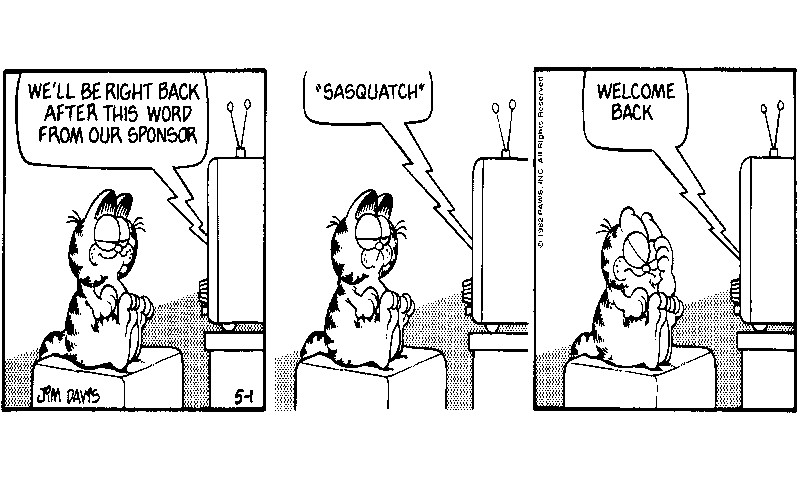 WE'LL BE RIGHT BACK
AFTER THIS WORD
FROM OUR SPONSOR
JIM DAVIS
5-1
"SASQUATCH"
© 1982 PAWS, INC. All Rights Reserved
WELCOME
BACK